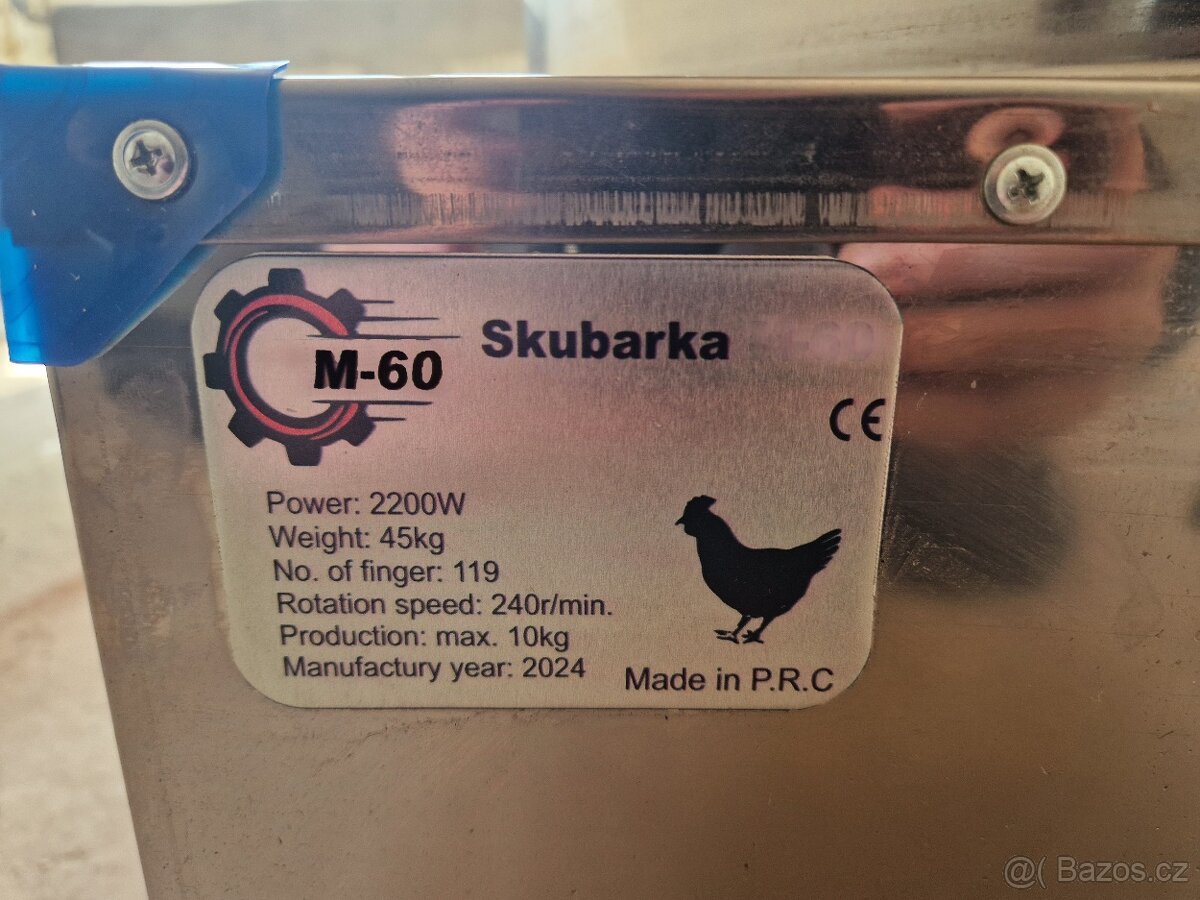 M-60
Skubarka
CE
Power: 2200W
Weight: 45kg
No. of finger: 119
Rotation speed: 240r/min.
Production: max. 10kg
Manufactury year: 2024
Made in P.R.C
@( Bazos.cz